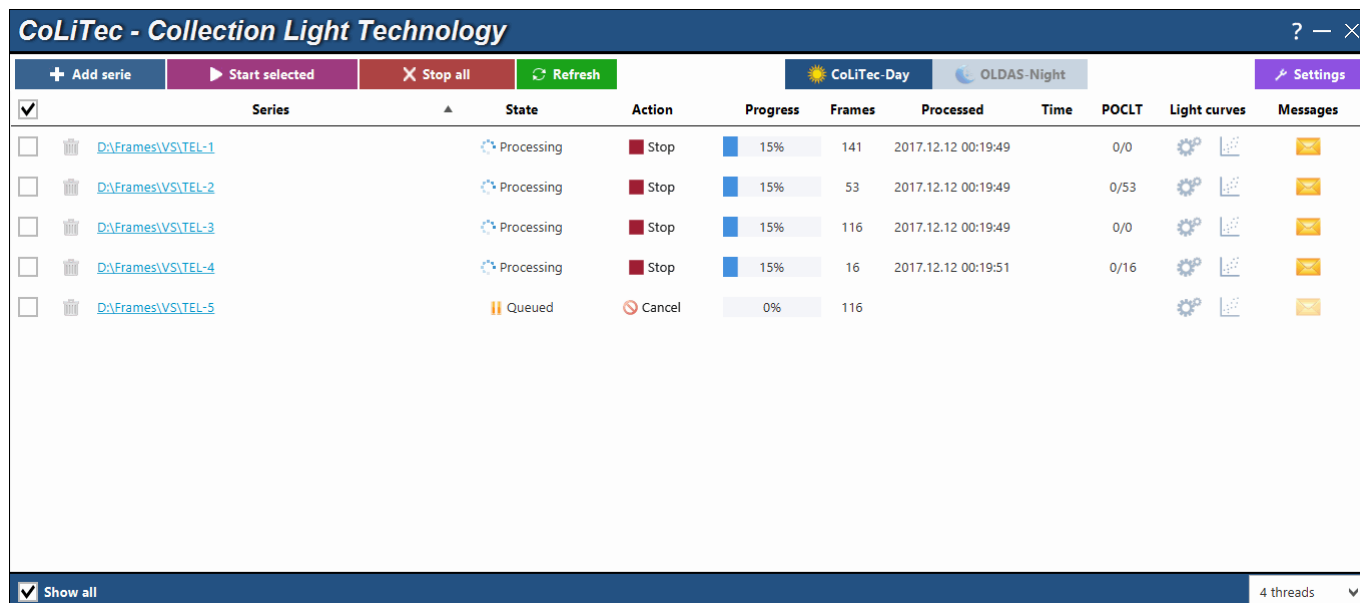 CoLiTec - Collection Light Technology ? — ×
+ Add serie Start selected X Stop all Refresh CoLiTec-Day OLDAS-Night Settings
Series State Action Progress Frames Processed Time POCLT Light curves Messages
D:\Frames\VS\TEL-1 Processing Stop 15% 141 2017.12.12 00:19:49 0/0
D:\Frames\VS\TEL-2 Processing Stop 15% 53 2017.12.12 00:19:49 0/53
D:\Frames\VS\TEL-3 Processing Stop 15% 116 2017.12.12 00:19:49 0/0
D:\Frames\VS\TEL-4 Processing Stop 15% 16 2017.12.12 00:19:51 0/16
D:\Frames\VS\TEL-5 Queued Cancel 0% 116
Show all 4 threads